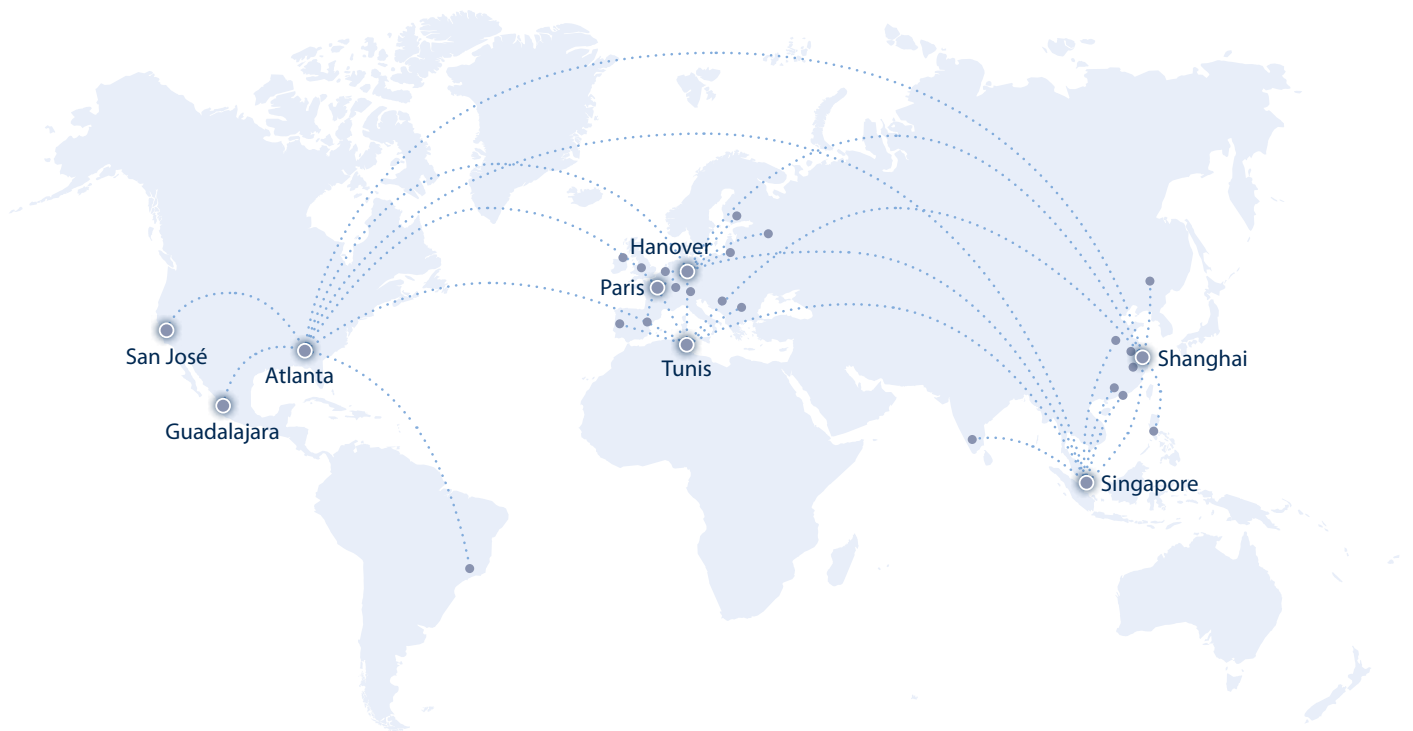 Hanover
Paris
San José
Atlanta
Tunis
Shanghai
Guadalajara
Singapore